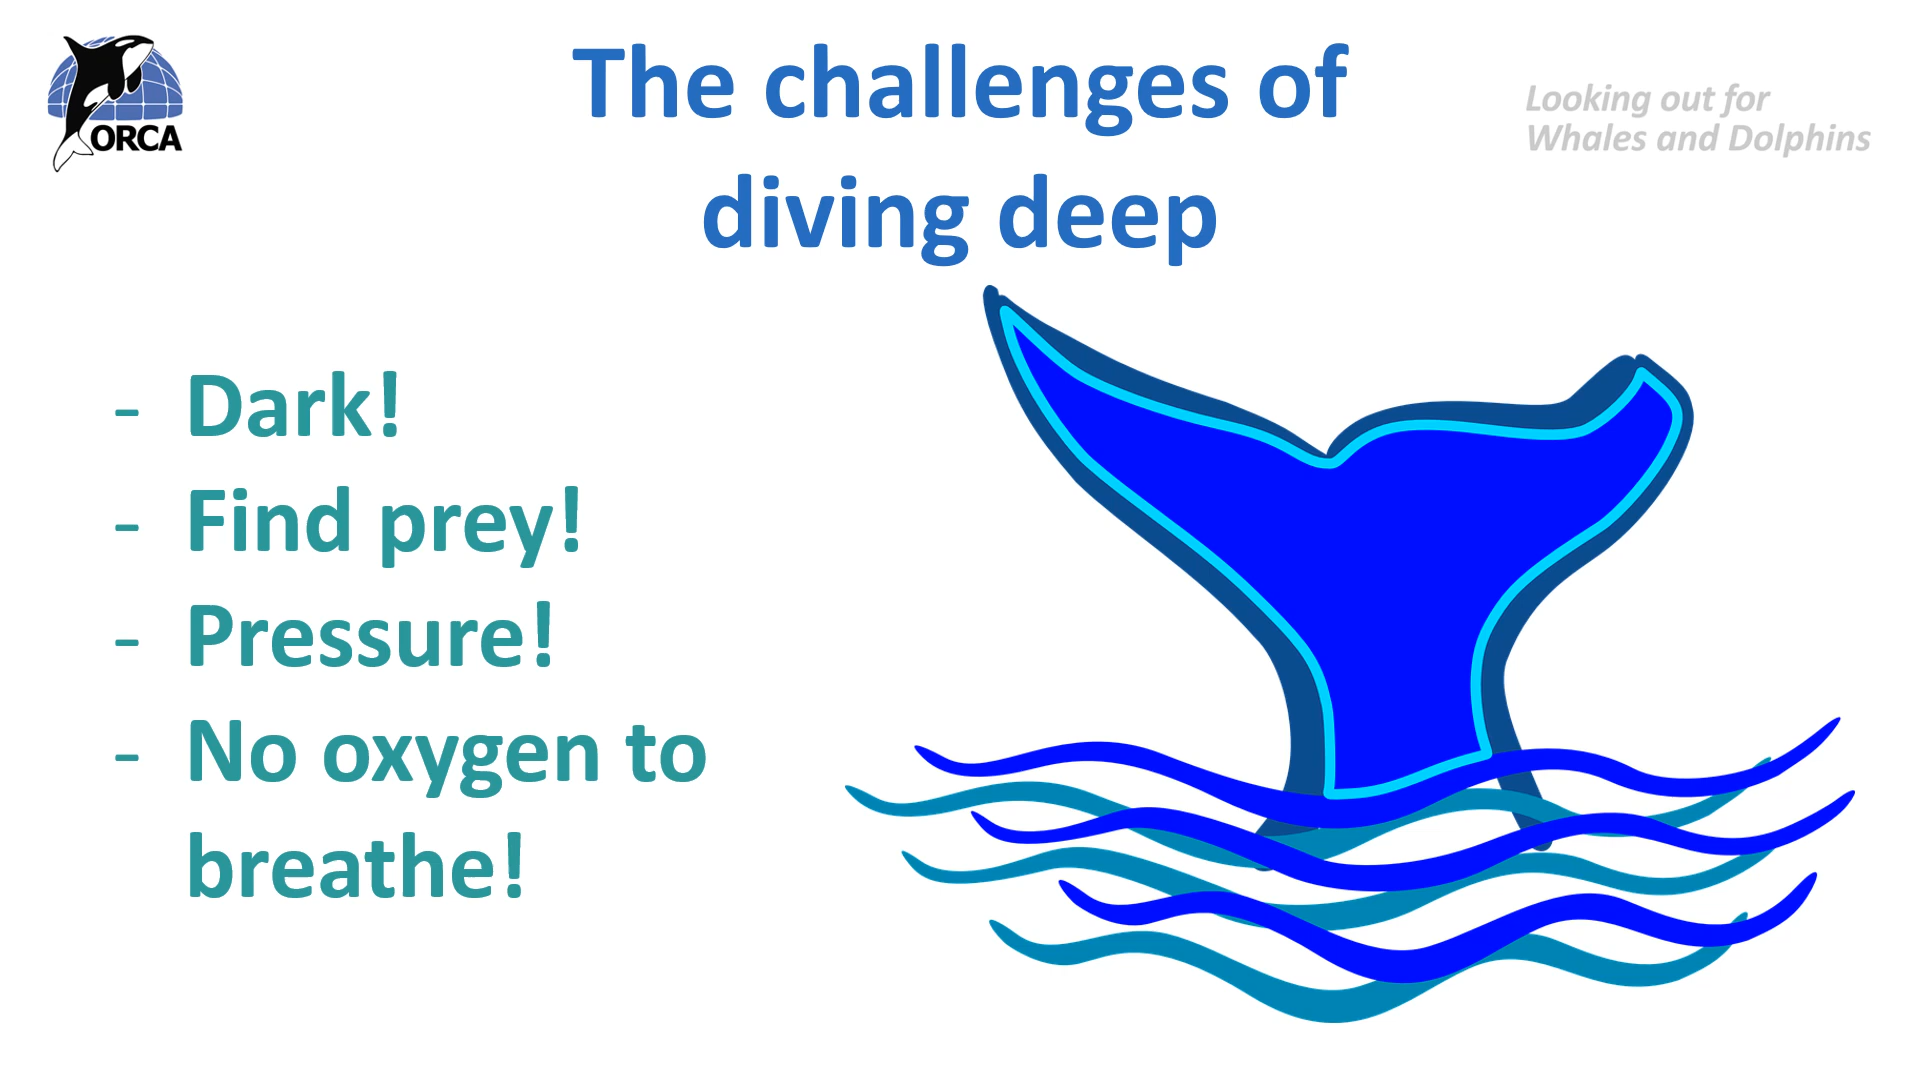 ORCA
The challenges of
diving deep
Looking out for
Whales and Dolphins
- Dark!
- Find prey!
- Pressure!
- No oxygen to
breathe!